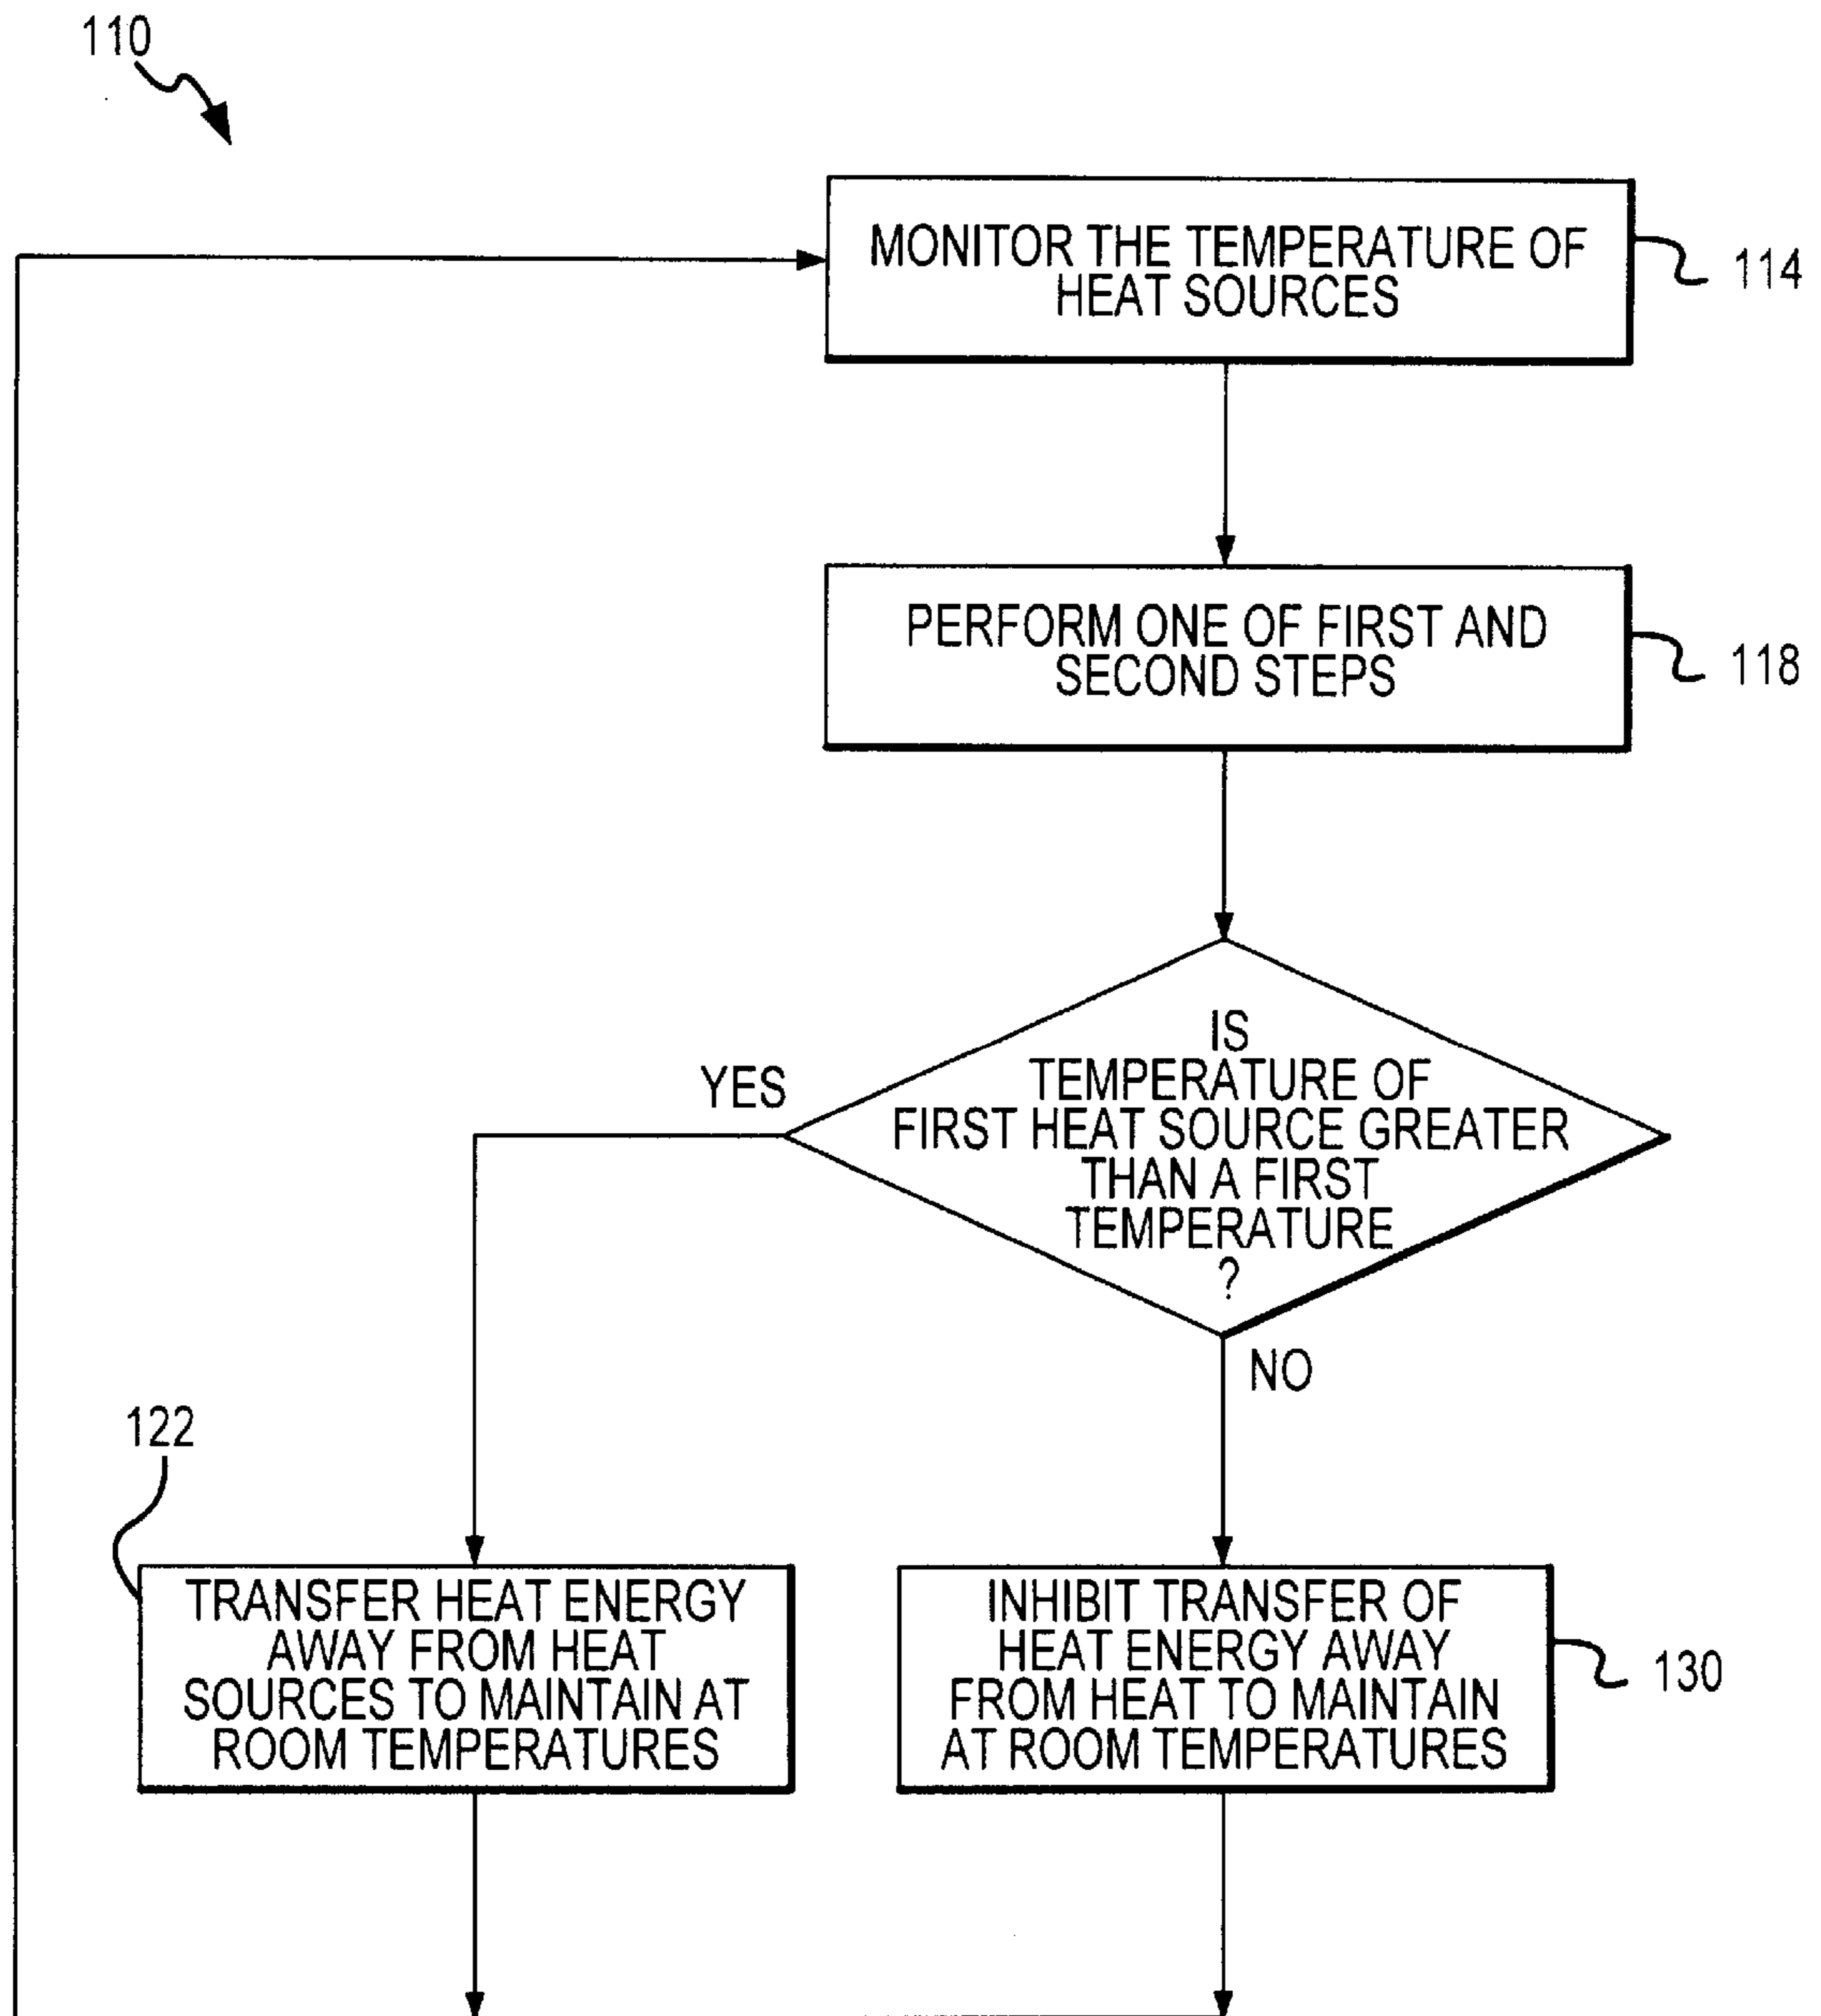 110
MONITOR THE TEMPERATURE OF
HEAT SOURCES
114
PERFORM ONE OF FIRST AND
SECOND STEPS
118
IS
TEMPERATURE OF
FIRST HEAT SOURCE GREATER
THAN A FIRST
TEMPERATURE
?
YES
NO
122
TRANSFER HEAT ENERGY
AWAY FROM HEAT
SOURCES TO MAINTAIN AT
ROOM TEMPERATURES
INHIBIT TRANSFER OF
HEAT ENERGY AWAY
FROM HEAT TO MAINTAIN
AT ROOM TEMPERATURES
130